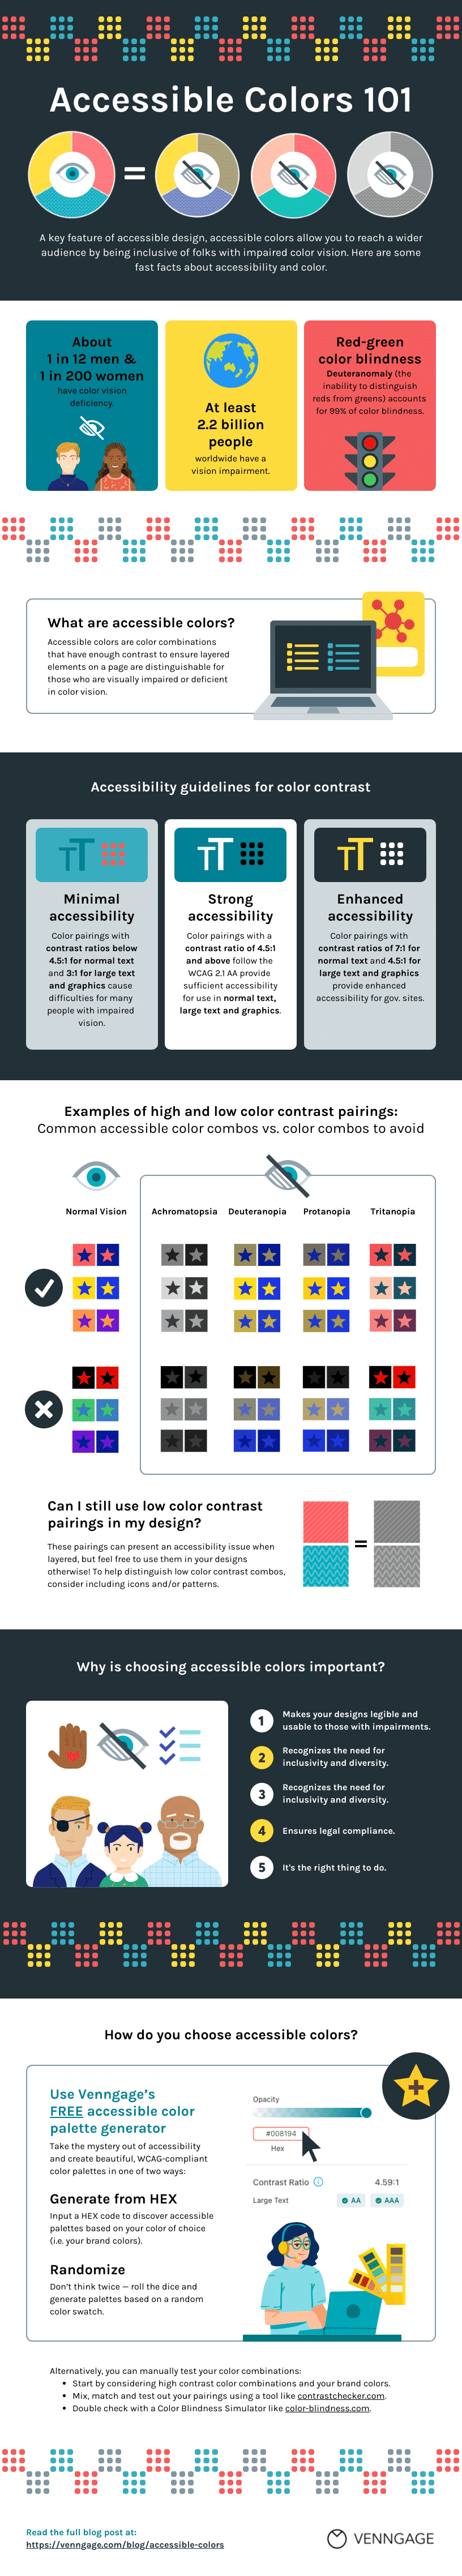 Accessible Colors 101
A key feature of accessible design, accessible colors allow you to reach a wider
audience by being inclusive of folks with impaired color vision. Here are some
fast facts about accessibility and color.
About
1 in 12 men &
1 in 200 women
have color vision
deficiency.
At least
2.2 billion
people
worldwide have a
vision impairment.
Red-green
color blindness
Deuteranomaly (the
inability to distinguish
reds from greens) accounts
for 99% of color blindness.
What are accessible colors?
Accessible colors are color combinations
that have enough contrast to ensure layered
elements on a page are distinguishable for
those who are visually impaired or deficient
in color vision.
Accessibility guidelines for color contrast
TT
Minimal
accessibility
Color pairings with
contrast ratios below
4.5:1 for normal text
and 3:1 for large text
and graphics cause
difficulties for many
people with impaired
vision.
TT
Strong
accessibility
Color pairings with a
contrast ratio of 4.5:1
and above follow the
WCAG 2.1 AA provide
sufficient accessibility
for use in normal text,
large text and graphics.
TT
Enhanced
accessibility
Color pairings with
contrast ratios of 7:1 for
normal text and 4.5:1 for
large text and graphics
provide enhanced
accessibility for gov. sites.
Examples of high and low color contrast pairings:
Common accessible color combos vs. color combos to avoid
Normal Vision Achromatopsia Deuteranopia Protanopia Tritanopia
Can I still use low color contrast
pairings in my design?
These pairings can present an accessibility issue when
layered, but feel free to use them in your designs
otherwise! To help distinguish low color contrast combos,
consider including icons and/or patterns.
Why is choosing accessible colors important?
1 Makes your designs legible and
usable to those with impairments.
2 Recognizes the need for
inclusivity and diversity.
3 Recognizes the need for
inclusivity and diversity.
4 Ensures legal compliance.
5 It's the right thing to do.
How do you choose accessible colors?
Use Venngage's
FREE accessible color
palette generator
Take the mystery out of accessibility
and create beautiful, WCAG-compliant
color palettes in one of two ways:
Generate from HEX
Input a HEX code to discover accessible
palettes based on your color of choice
(i.e. your brand colors).
Randomize
Don't think twice — roll the dice and
generate palettes based on a random
color swatch.
Opacity
#008194
Hex
Contrast Ratio 4.59:1
Large Text AA AAA
Alternatively, you can manually test your color combinations:
• Start by considering high contrast color combinations and your brand colors.
• Mix, match and test out your pairings using a tool like contrastchecker.com.
• Double check with a Color Blindness Simulator like color-blindness.com.
Read the full blog post at:
https://venngage.com/blog/accessible-colors
VENNGAGE